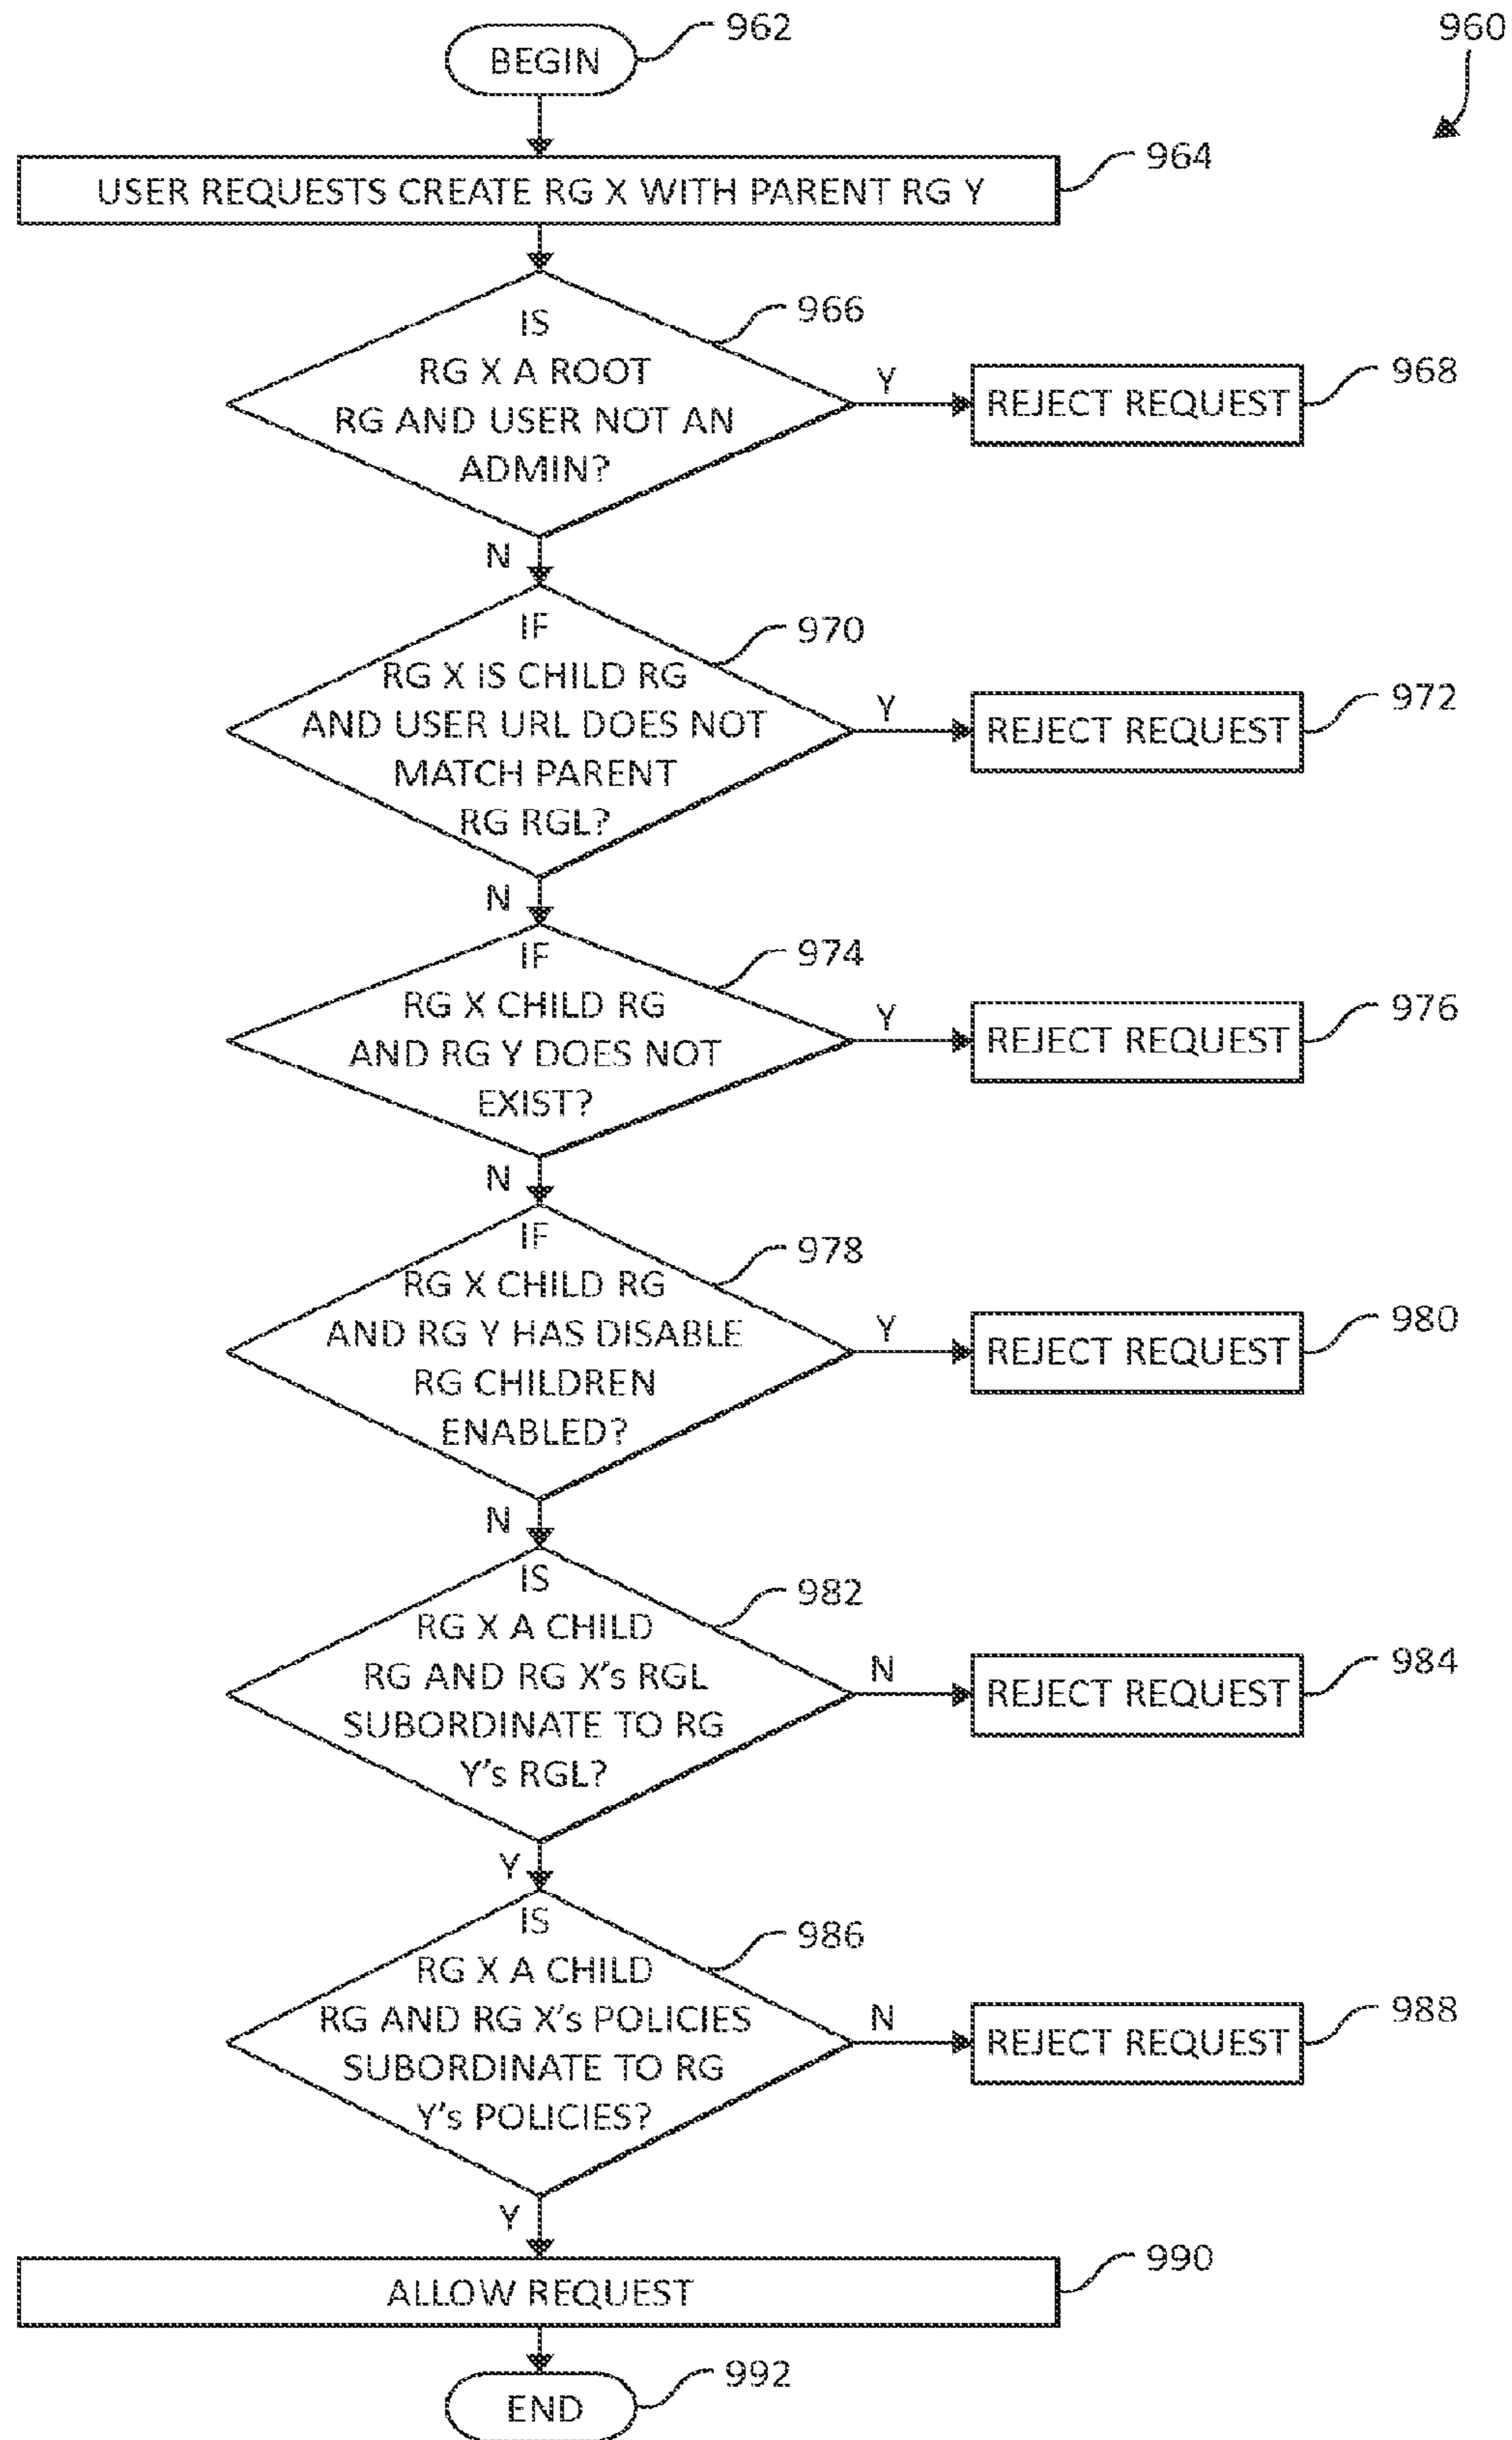 BEGIN
962
960
USER REQUESTS CREATE RG X WITH PARENT RG Y
964
IS
RG X A ROOT
RG AND USER NOT AN
ADMIN?
966
Y
REJECT REQUEST
968
N
IF
RG X IS CHILD RG
AND USER URL DOES NOT
MATCH PARENT
RG RGL?
970
Y
REJECT REQUEST
972
N
IF
RG X CHILD RG
AND RG Y DOES NOT
EXIST?
974
Y
REJECT REQUEST
976
N
IF
RG X CHILD RG
AND RG Y HAS DISABLE
RG CHILDREN
ENABLED?
978
Y
REJECT REQUEST
980
N
IS
RG X A CHILD
RG AND RG X's RGL
SUBORDINATE TO RG
Y's RGL?
982
N
REJECT REQUEST
984
Y
IS
RG X A CHILD
RG AND RG X's POLICIES
SUBORDINATE TO RG
Y's POLICIES?
986
N
REJECT REQUEST
988
Y
ALLOW REQUEST
990
END
992